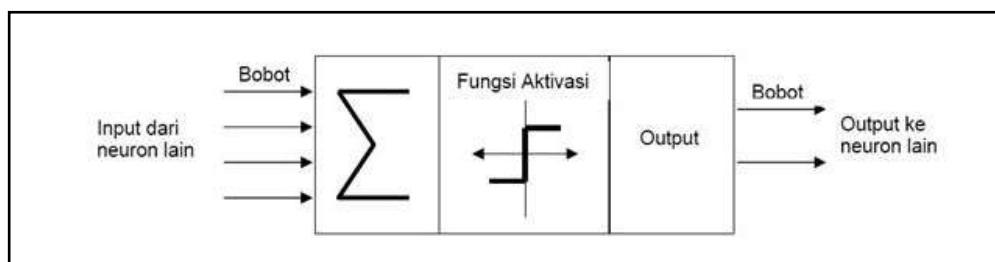 Bobot
Input dari
neuron lain
Fungsi Aktivasi
Output
Bobot
Output ke
neuron lain